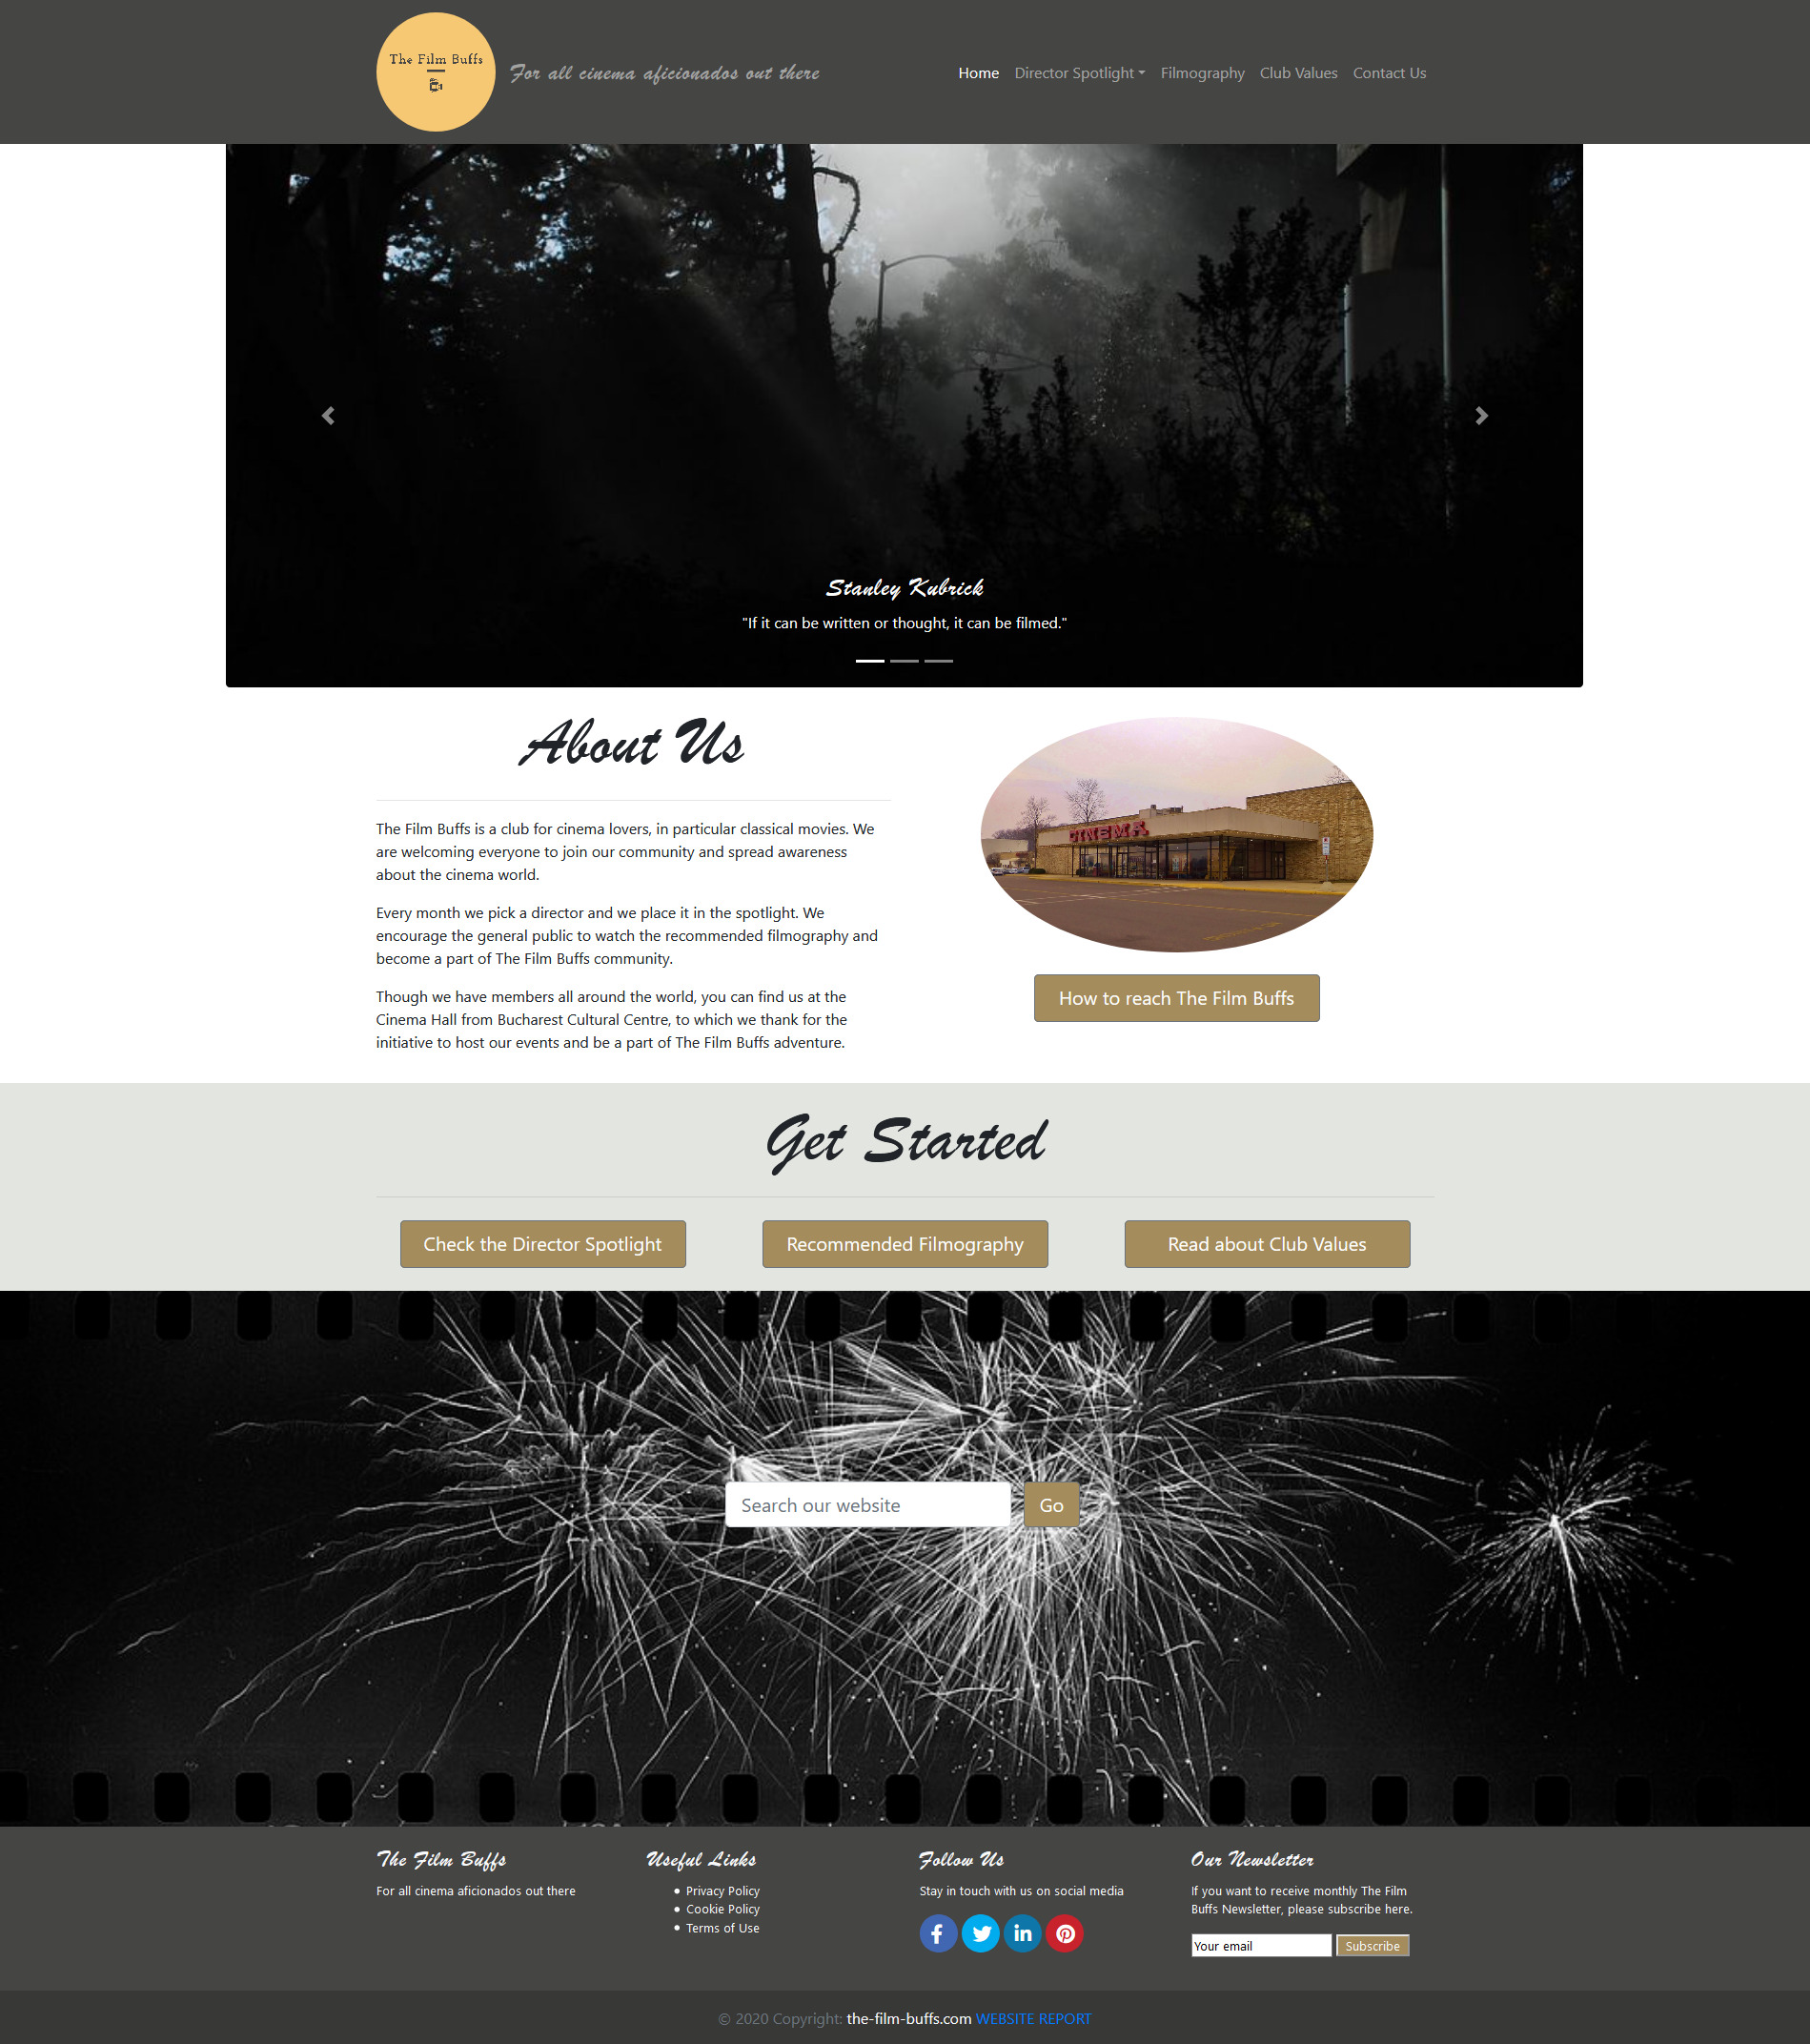 The Film Buffs
For all cinema aficionados out there
Home Director Spotlight Filmography Club Values Contact Us
Stanley Kubrick
"If it can be written or thought, it can be filmed."
About Us
The Film Buffs is a club for cinema lovers, in particular classical movies. We
are welcoming everyone to join our community and spread awareness
about the cinema world.
Every month we pick a director and we place it in the spotlight. We
encourage the general public to watch the recommended filmography and
become a part of The Film Buffs community.
Though we have members all around the world, you can find us at the
Cinema Hall from Bucharest Cultural Centre, to which we thank for the
initiative to host our events and be a part of The Film Buffs adventure.
CINEMA
How to reach The Film Buffs
Get Started
Check the Director Spotlight
Recommended Filmography
Read about Club Values
Search our website
Go
The Film Buffs
For all cinema aficionados out there
Useful Links
Privacy Policy
Cookie Policy
Terms of Use
Follow Us
Stay in touch with us on social media
Our Newsletter
If you want to receive monthly The Film
Buffs Newsletter, please subscribe here.
Your email
Subscribe
© 2020 Copyright: the-film-buffs.com WEBSITE REPORT